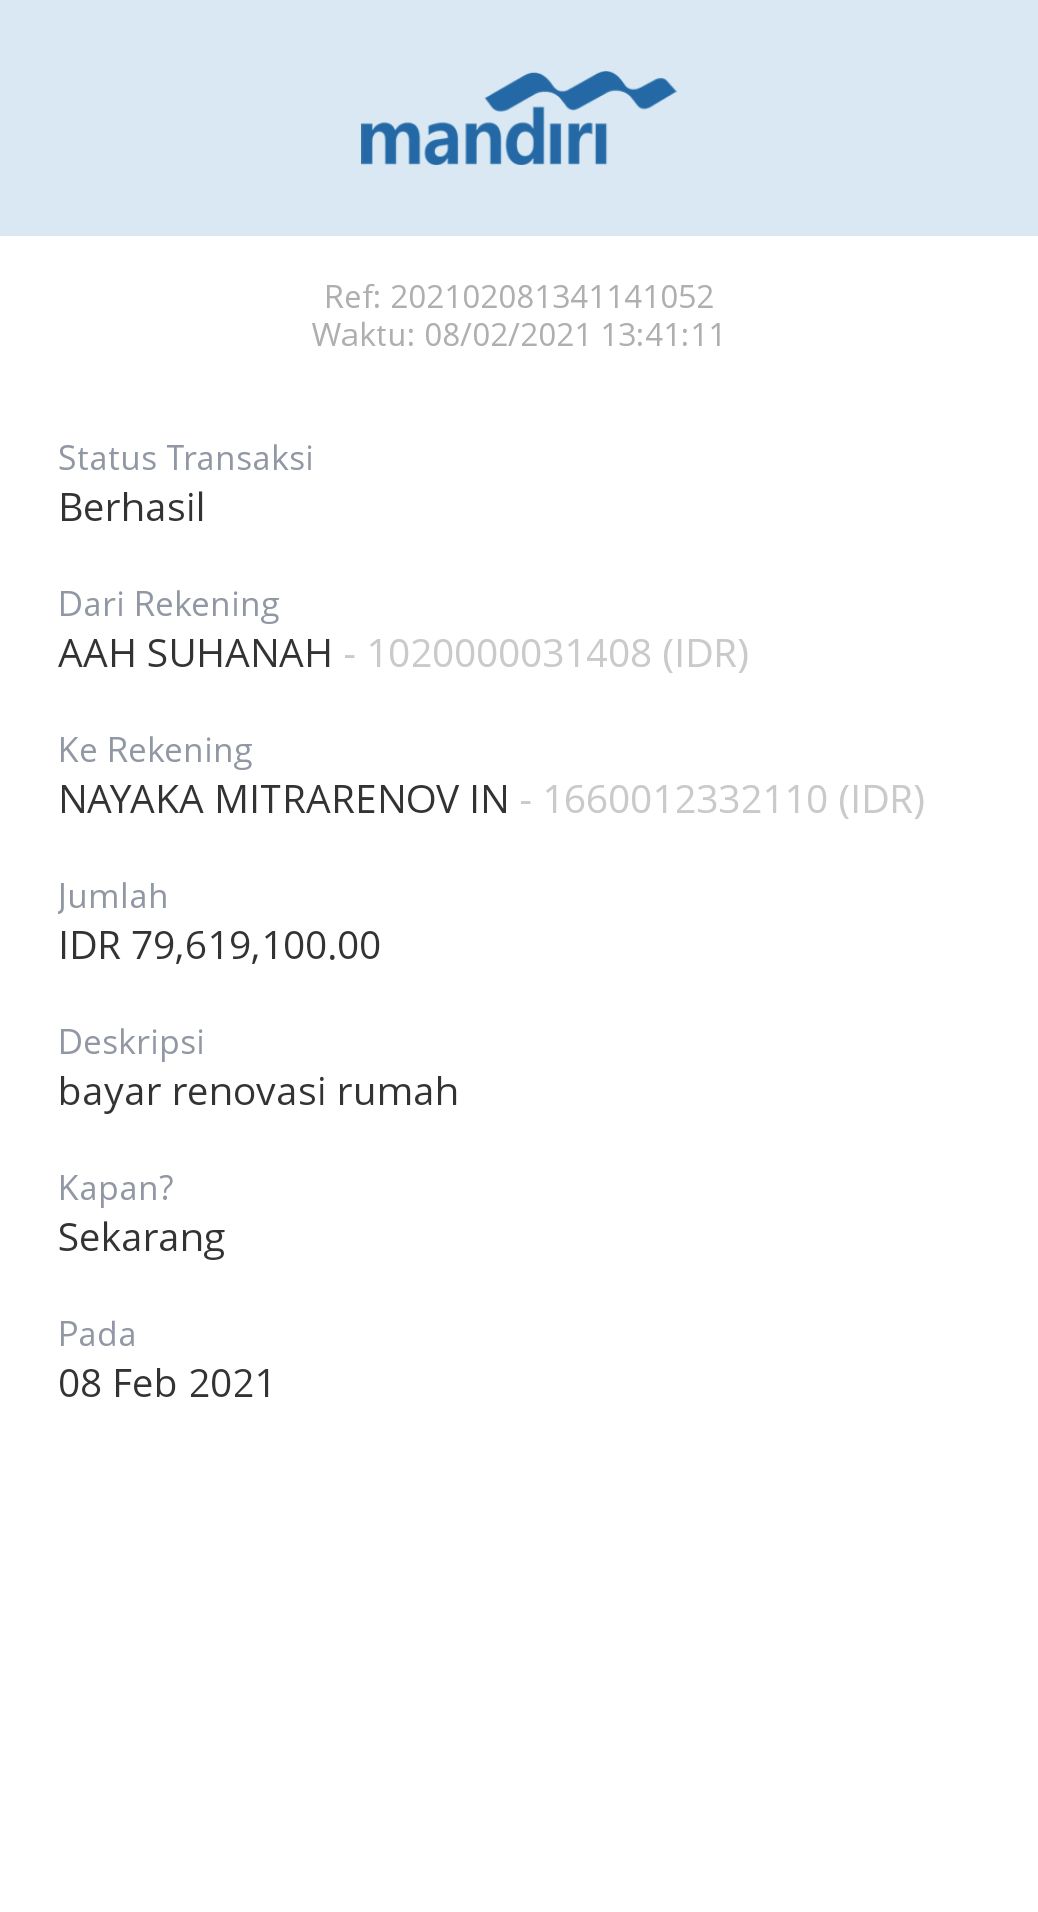 mandiri
Ref: 202102081341141052
Waktu: 08/02/2021 13:41:11
Status Transaksi
Berhasil
Dari Rekening
AAH SUHANAH - 1020000031408 (IDR)
Ke Rekening
NAYAKA MITRARENOV IN - 1660012332110 (IDR)
Jumlah
IDR 79,619,100.00
Deskripsi
bayar renovasi rumah
Kapan?
Sekarang
Pada
08 Feb 2021